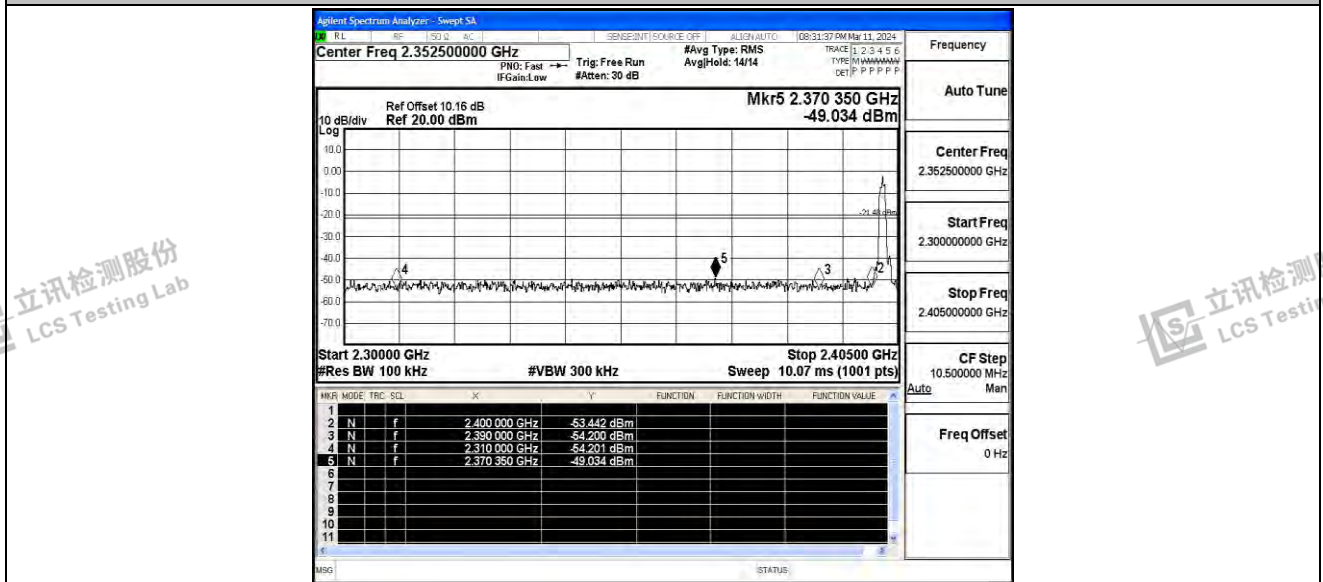 Agilent Spectrum Analyzer - Swept SA
RL RF 50 Ω AC SENSE:INT SOURCE OFF ALIGN AUTO 08:31:37 PM Mar 11, 2024
Center Freq 2.352500000 GHz
PNO: Fast
IFGain:Low
Trig: Free Run
#Atten: 30 dB
#Avg Type: RMS
Avg|Hold: 14/14
TRACE 1 2 3 4 5 6
TYPE M
DET P P P P P P
Mkr5 2.370 350 GHz
-49.034 dBm
Ref Offset 10.16 dB
10 dB/div Ref 20.00 dBm
Log
10.0
0.00
-10.0
-20.0
-30.0
-40.0
-50.0
-60.0
-70.0
-21.48 dBm
4
5
3
2
Start 2.30000 GHz Stop 2.40500 GHz
#Res BW 100 kHz #VBW 300 kHz Sweep 10.07 ms (1001 pts)
MKR MODE TRC SCL X Y FUNCTION FUNCTION WIDTH FUNCTION VALUE
1
2 N f 2.400 000 GHz -53.442 dBm
3 N f 2.390 000 GHz -54.200 dBm
4 N f 2.310 000 GHz -54.201 dBm
5 N f 2.370 350 GHz -49.034 dBm
6
7
8
9
10
11
MSG STATUS
Frequency
Auto Tune
Center Freq
2.352500000 GHz
Start Freq
2.300000000 GHz
Stop Freq
2.405000000 GHz
CF Step
10.500000 MHz
Auto Man
Freq Offset
0 Hz
立讯检测股份
LCS Testing Lab
立讯检测
LCS Testin